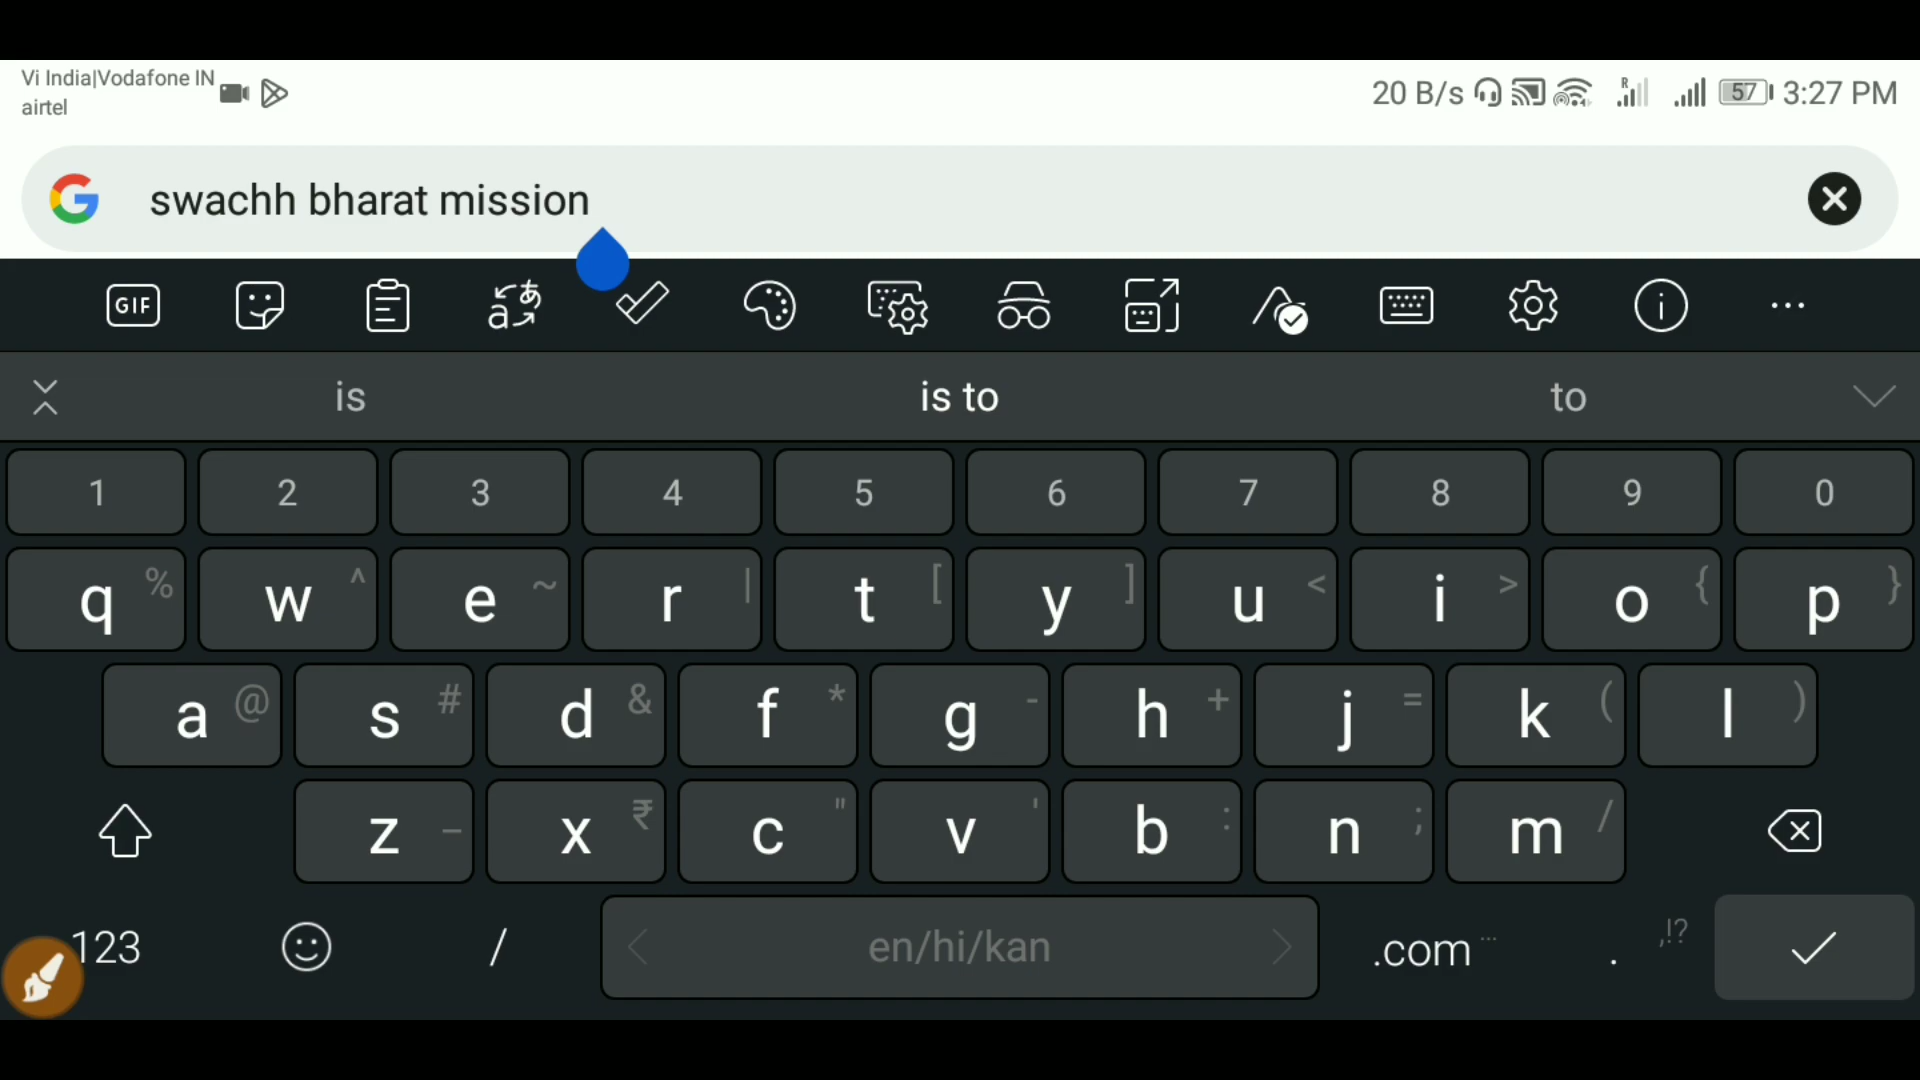 Vi India|Vodafone IN
airtel
20 B/s R 57 3:27 PM
swachh bharat mission
GIF
is is to to
1 2 3 4 5 6 7 8 9 0
q % w ^ e ~ r | t [ y ] u < i > o { p }
a @ s # d & f * g - h + j = k ( l )
z _ x ₹ c " v ' b : n ; m /
123 / en/hi/kan .com ... . ,!?